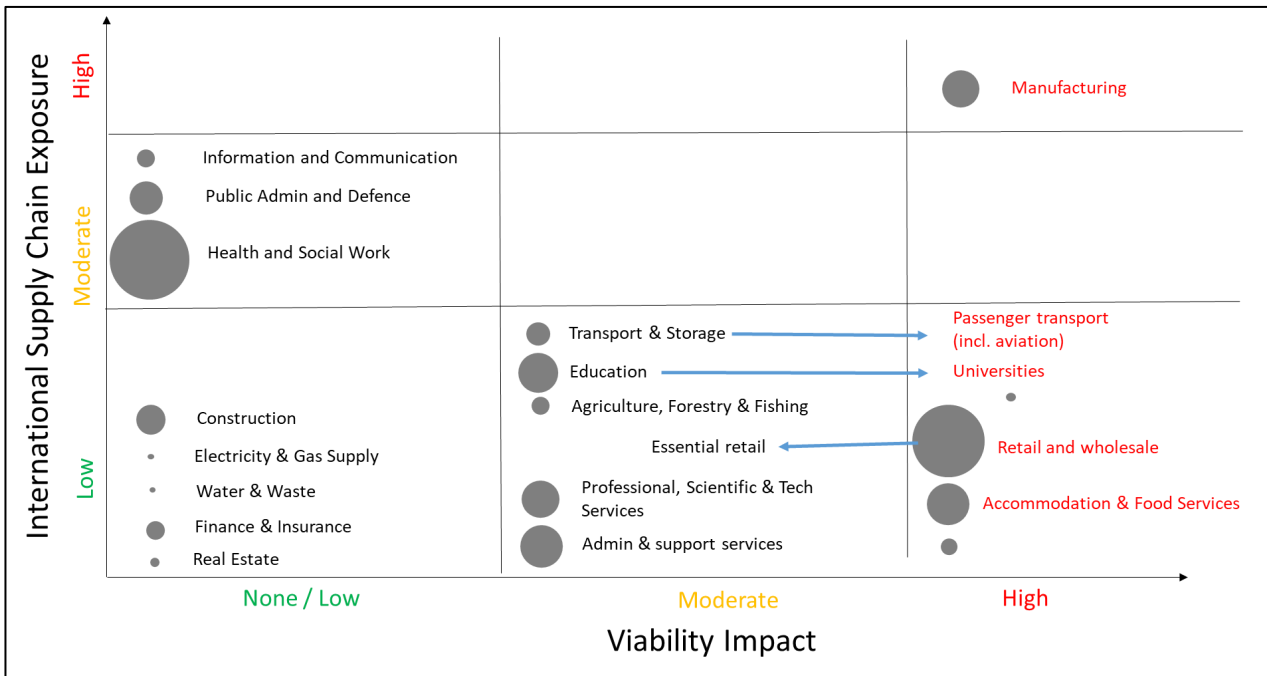 International Supply Chain Exposure
High
Moderate
Low
Manufacturing
Information and Communication
Public Admin and Defence
Health and Social Work
Transport & Storage
Passenger transport
(incl. aviation)
Education
Universities
Agriculture, Forestry & Fishing
Construction
Essential retail
Retail and wholesale
Electricity & Gas Supply
Water & Waste
Professional, Scientific & Tech
Services
Accommodation & Food Services
Finance & Insurance
Admin & support services
Real Estate
None / Low
Moderate
High
Viability Impact